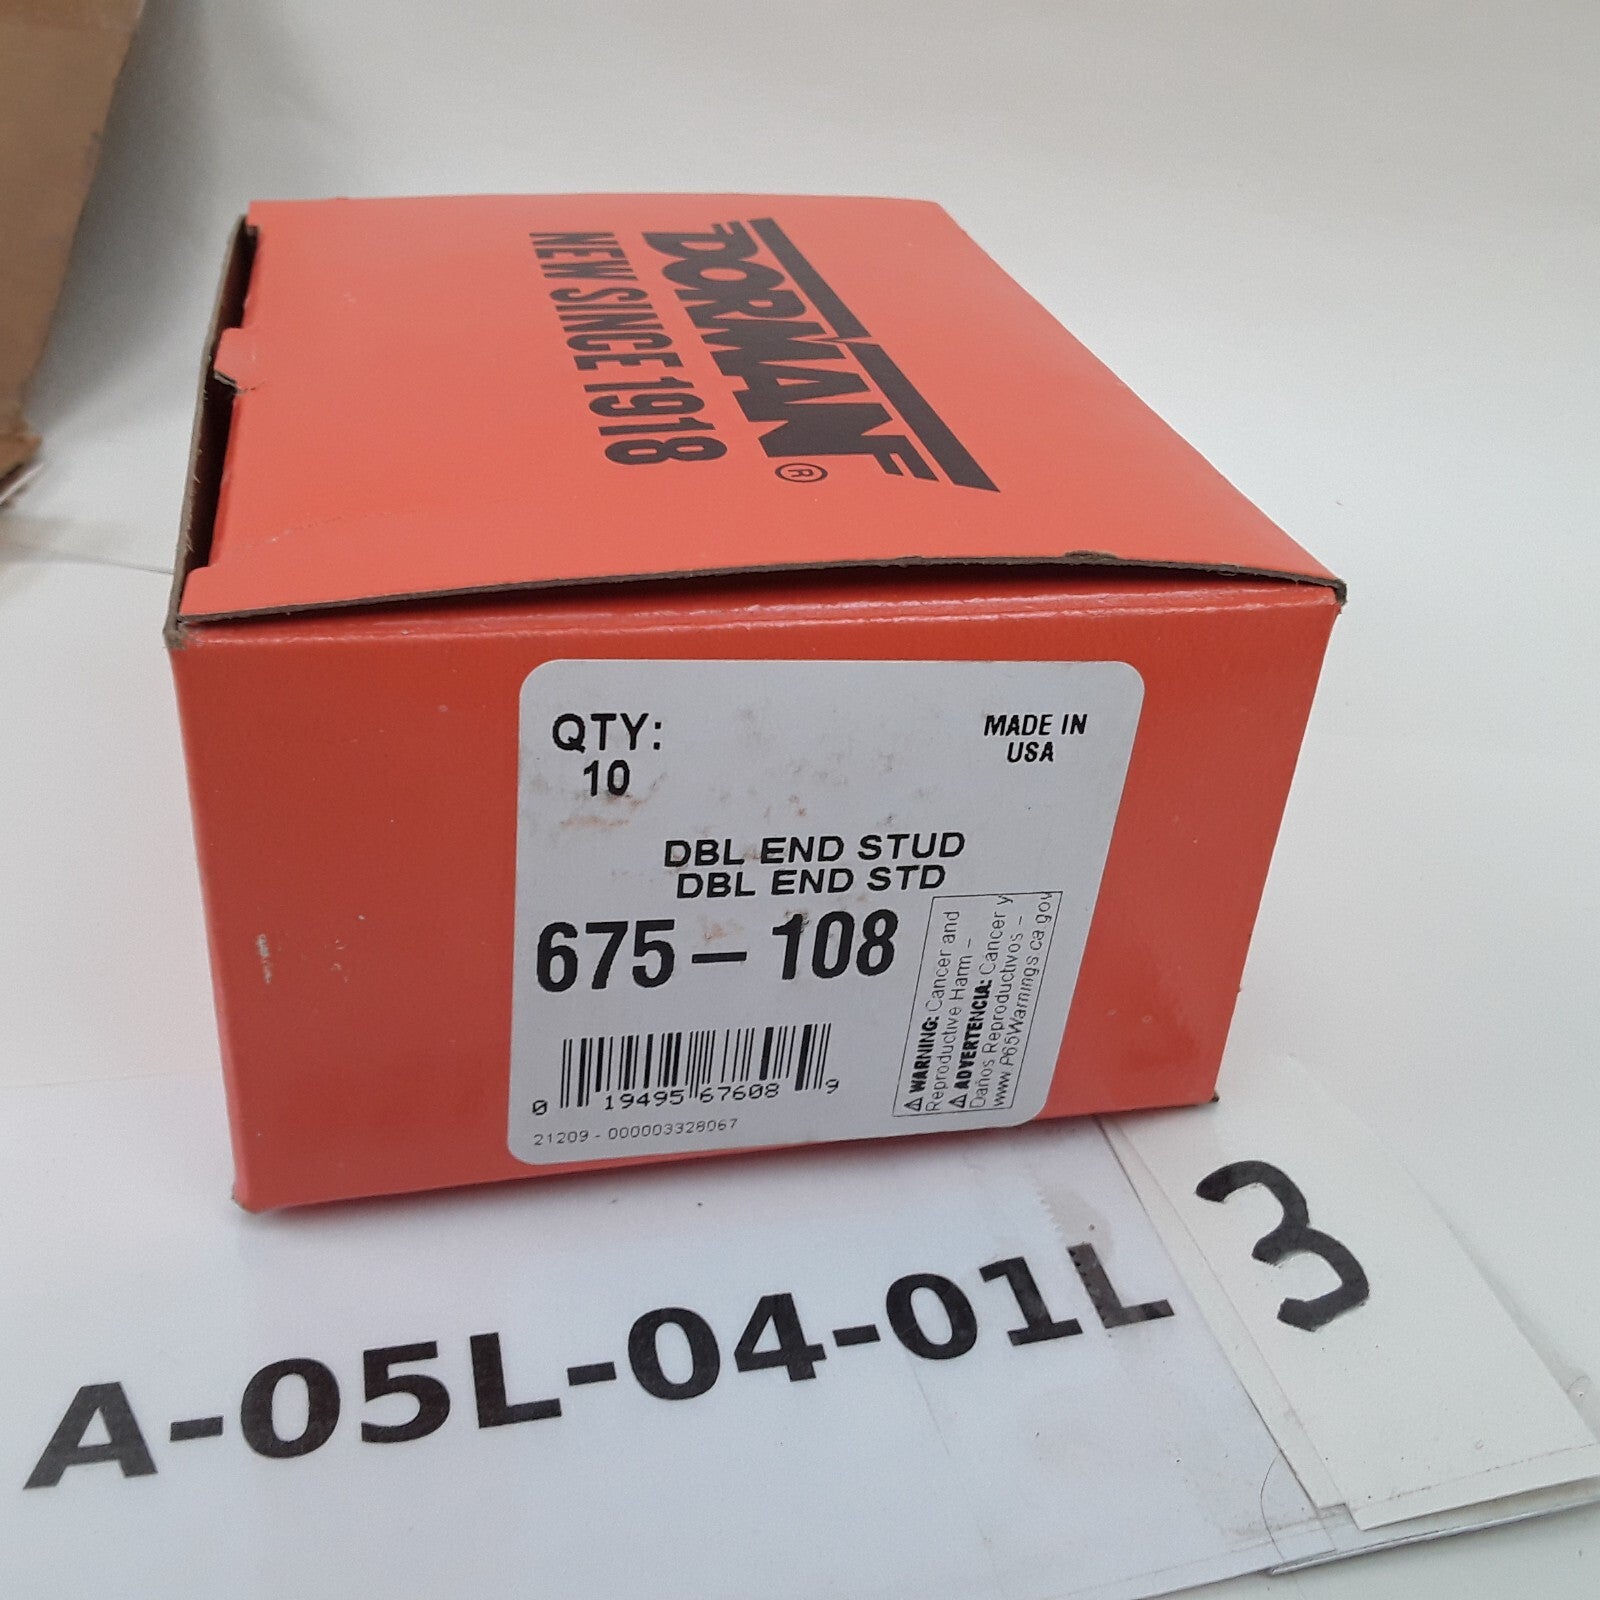 DORMAN®
NEW SINCE 1918
QTY:
10
MADE IN
USA
DBL END STUD
DBL END STD
675-108
⚠ WARNING: Cancer and
Reproductive Harm -
⚠ ADVERTENCIA: Cancer y
Daños Reproductivos -
www.P65Warnings.ca.gov
0 19495 67608 9
21209 - 000003328067
A-05L-04-01L
3